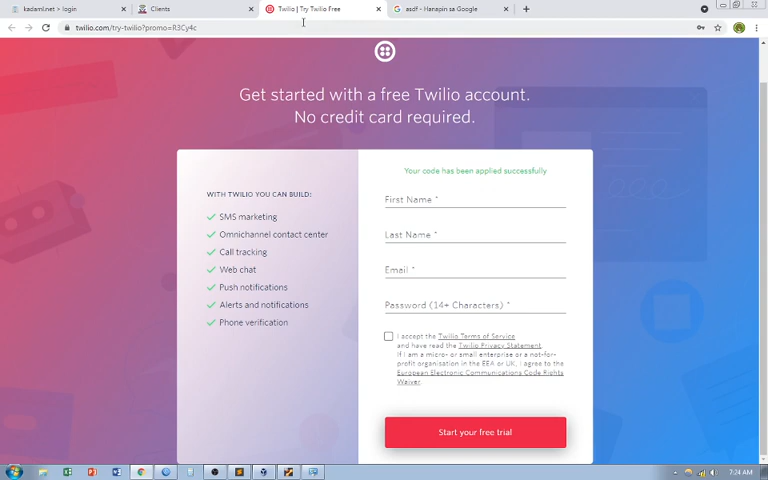 kadaml.net > login
Clients
Twilio | Try Twilio Free
asdf - Hanapin sa Google
twilio.com/try-twilio?promo=R3Cy4c
Get started with a free Twilio account.
No credit card required.
WITH TWILIO YOU CAN BUILD:
SMS marketing
Omnichannel contact center
Call tracking
Web chat
Push notifications
Alerts and notifications
Phone verification
Your code has been applied successfully
First Name *
Last Name *
Email *
Password (14+ Characters) *
I accept the Twilio Terms of Service
and have read the Twilio Privacy Statement.
If I am a micro- or small enterprise or a not-for-
profit organisation in the EEA or UK, I agree to the
European Electronic Communications Code Rights
Waiver.
Start your free trial
7:24 AM